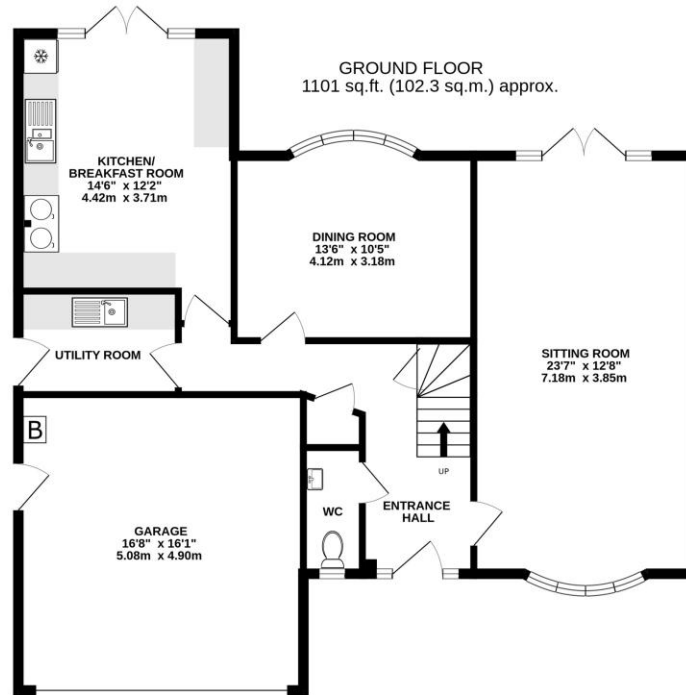 GROUND FLOOR
1101 sq.ft. (102.3 sq.m.) approx.
KITCHEN/
BREAKFAST ROOM
14'6" x 12'2"
4.42m x 3.71m
DINING ROOM
13'6" x 10'5"
4.12m x 3.18m
SITTING ROOM
23'7" x 12'8"
7.18m x 3.85m
UTILITY ROOM
B
UP
WC
ENTRANCE
HALL
GARAGE
16'8" x 16'1"
5.08m x 4.90m